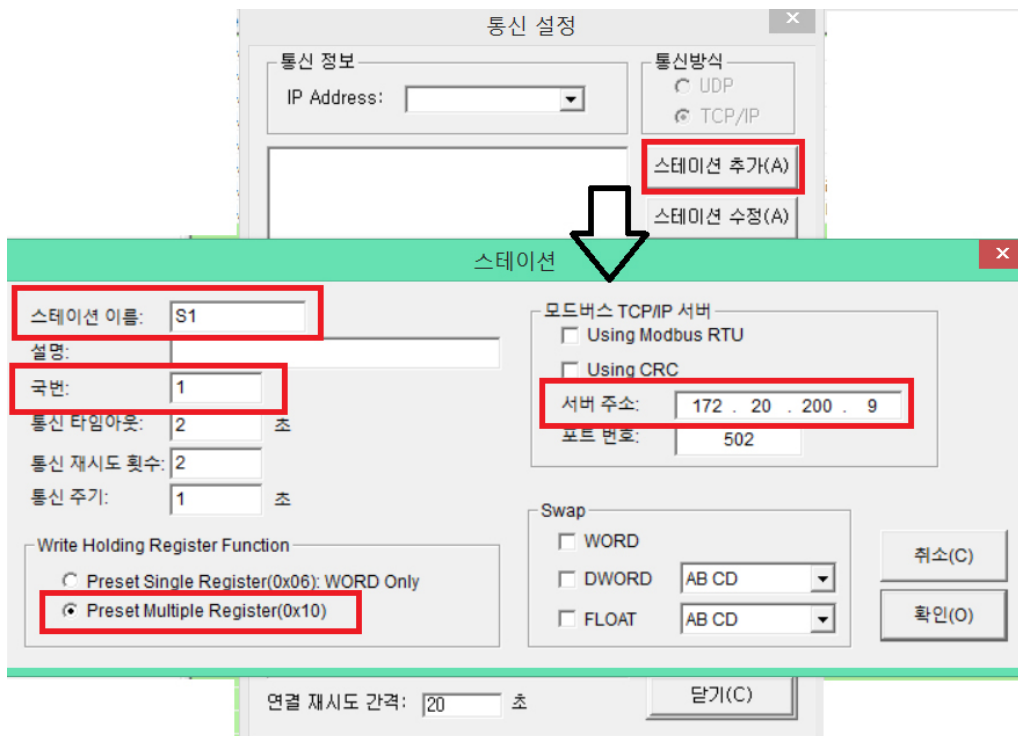 통신 설정
통신 정보
통신방식
IP Address:
UDP
TCP/IP
스테이션 추가(A)
스테이션 수정(A)
스테이션
스테이션 이름: S1
설명:
국번: 1
통신 타임아웃: 2 초
통신 재시도 횟수: 2
통신 주기: 1 초
Write Holding Register Function
Preset Single Register(0x06): WORD Only
Preset Multiple Register(0x10)
모드버스 TCP/IP 서버
Using Modbus RTU
Using CRC
서버 주소: 172 . 20 . 200 . 9
포트 번호: 502
Swap
WORD
DWORD AB CD
FLOAT AB CD
취소(C)
확인(O)
연결 재시도 간격: 20 초
닫기(C)